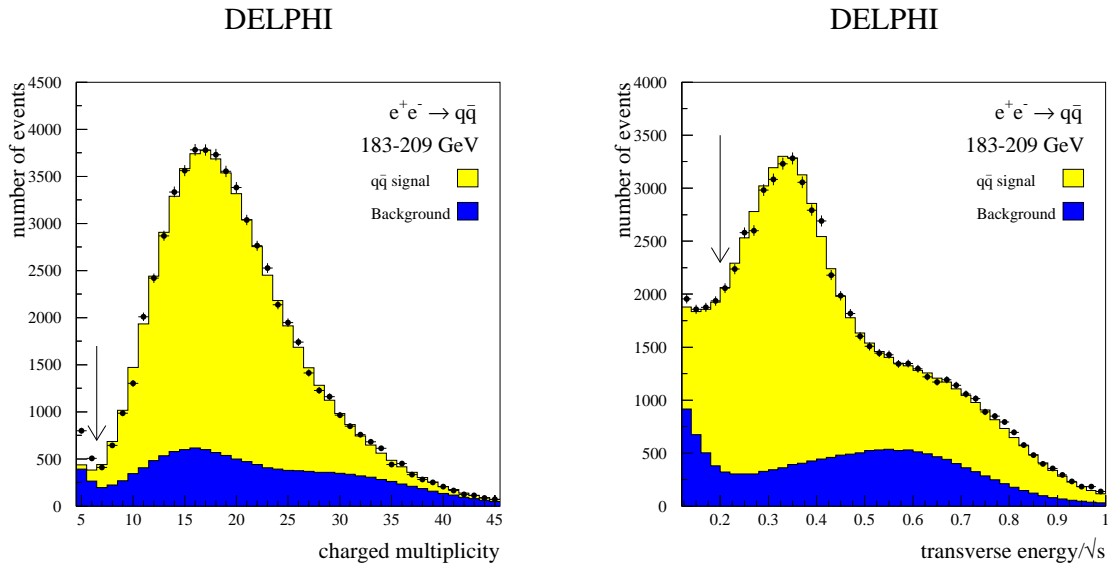 DELPHI
number of events
4500
4000
3500
3000
2500
2000
1500
1000
500
0
e⁺e⁻ → qq̄
183-209 GeV
qq̄ signal
Background
5 10 15 20 25 30 35 40 45
charged multiplicity
DELPHI
number of events
4000
3500
3000
2500
2000
1500
1000
500
0
e⁺e⁻ → qq̄
183-209 GeV
qq̄ signal
Background
0.2 0.3 0.4 0.5 0.6 0.7 0.8 0.9 1
transverse energy/√s